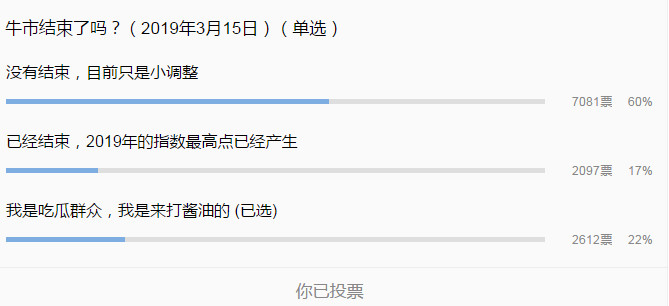 牛市结束了吗？（2019年3月15日）（单选）
没有结束，目前只是小调整
7081票 60%
已经结束，2019年的指数最高点已经产生
2097票 17%
我是吃瓜群众，我是来打酱油的 (已选)
2612票 22%
你已投票